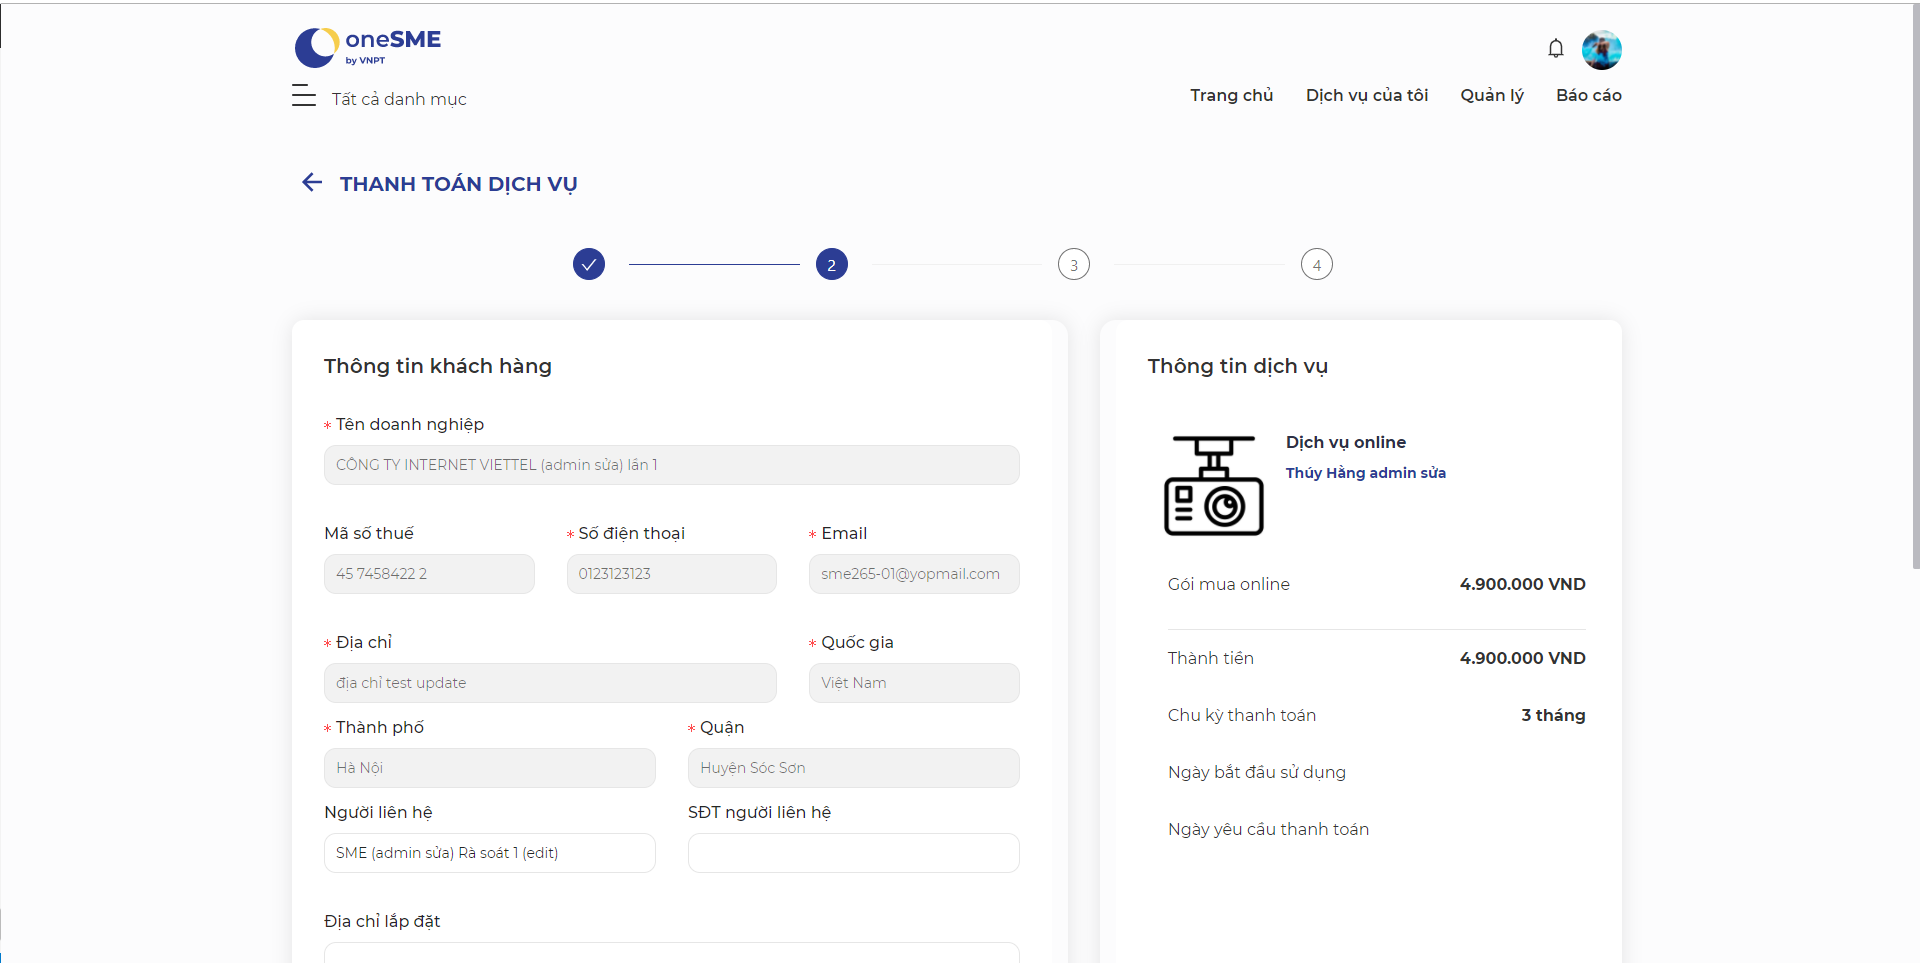 oneSME
by VNPT
Tất cả danh mục
Trang chủ Dịch vụ của tôi Quản lý Báo cáo
THANH TOÁN DỊCH VỤ
2 3 4
Thông tin khách hàng
* Tên doanh nghiệp
CÔNG TY INTERNET VIETTEL (admin sửa) lần 1
Mã số thuế * Số điện thoại * Email
45 7458422 2 0123123123 sme265-01@yopmail.com
* Địa chỉ * Quốc gia
địa chỉ test update Việt Nam
* Thành phố * Quận
Hà Nội Huyện Sóc Sơn
Người liên hệ SĐT người liên hệ
SME (admin sửa) Rà soát 1 (edit)
Địa chỉ lắp đặt
Thông tin dịch vụ
Dịch vụ online
Thúy Hằng admin sửa
Gói mua online 4.900.000 VND
Thành tiền 4.900.000 VND
Chu kỳ thanh toán 3 tháng
Ngày bắt đầu sử dụng
Ngày yêu cầu thanh toán